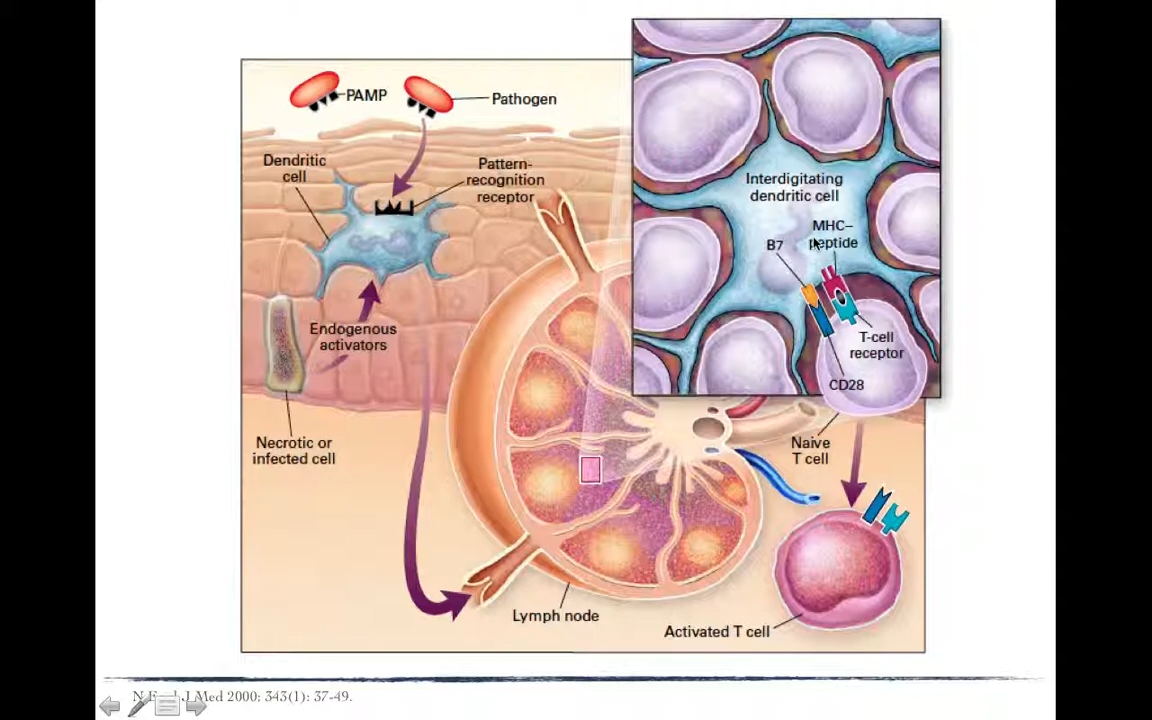 PAMP
Pathogen
Dendritic
cell
Pattern-
recognition
receptor
Interdigitating
dendritic cell
MHC–
peptide
B7
T-cell
receptor
CD28
Endogenous
activators
Necrotic or
infected cell
Naive
T cell
Lymph node
Activated T cell
J Med 2000; 343(1): 37-49.